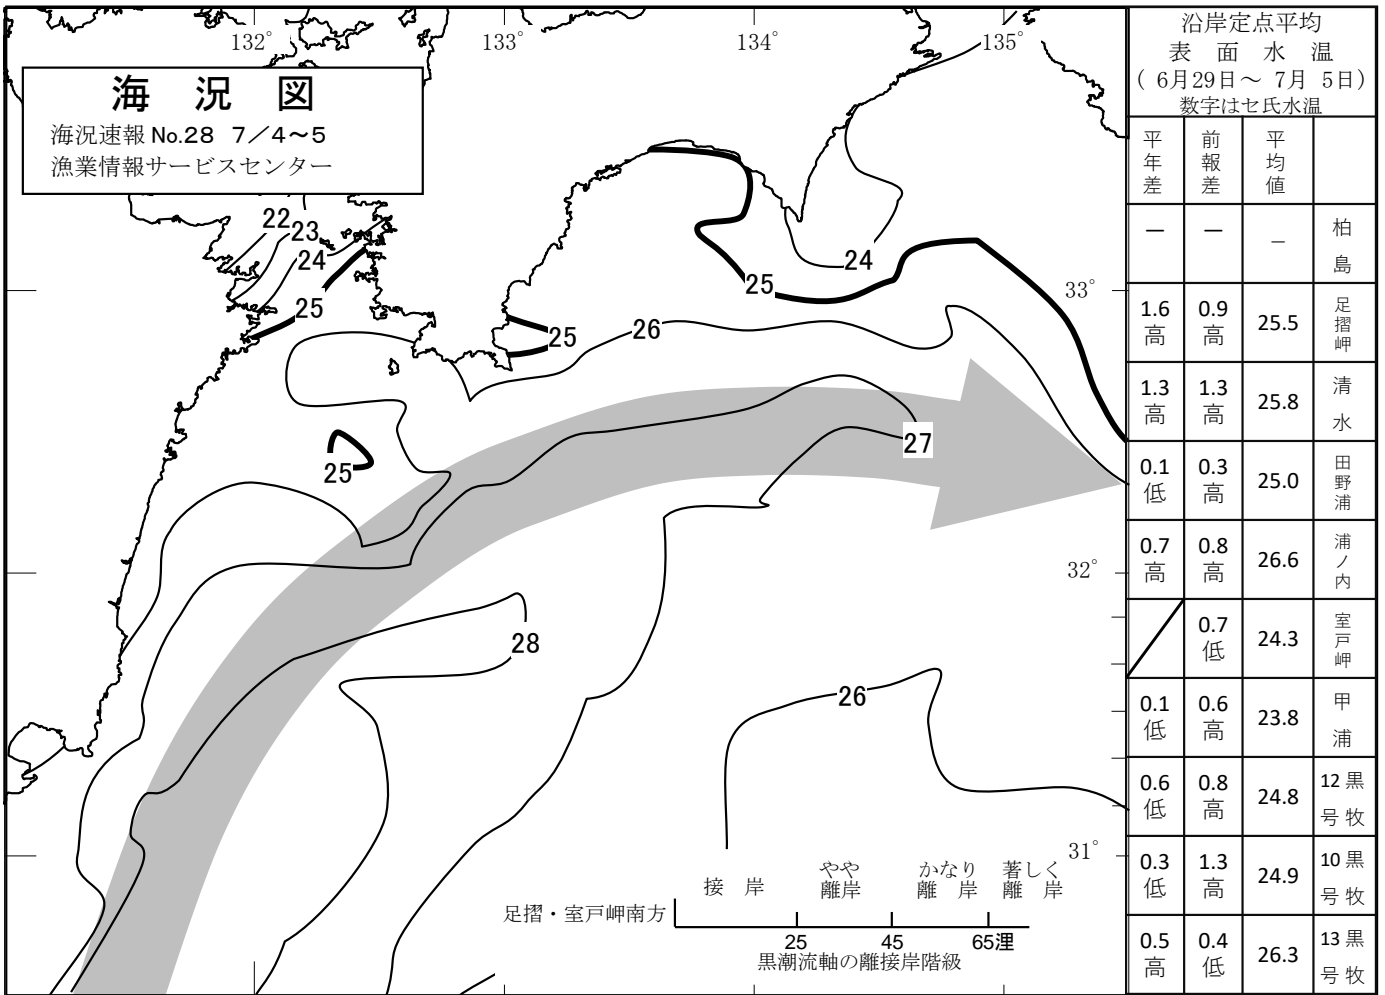 海 況 図
海況速報 No.28 7／4～5
漁業情報サービスセンター
132°
133°
134°
135°
33°
32°
31°
22
23
24
25
25
26
25
24
25
27
28
26
接 岸
やや
離岸
かなり
離 岸
著しく
離 岸
足摺・室戸岬南方
25
45
65浬
黒潮流軸の離接岸階級
沿岸定点平均
表 面 水 温
( 6月29日～ 7月 5日)
数字はセ氏水温
平年差 前報差 平均値
－ － － 柏島
1.6高 0.9高 25.5 足摺岬
1.3高 1.3高 25.8 清水
0.1低 0.3高 25.0 田野浦
0.7高 0.8高 26.6 浦ノ内
0.7低 24.3 室戸岬
0.1低 0.6高 23.8 甲浦
0.6低 0.8高 24.8 黒牧12号
0.3低 1.3高 24.9 黒牧10号
0.5高 0.4低 26.3 黒牧13号